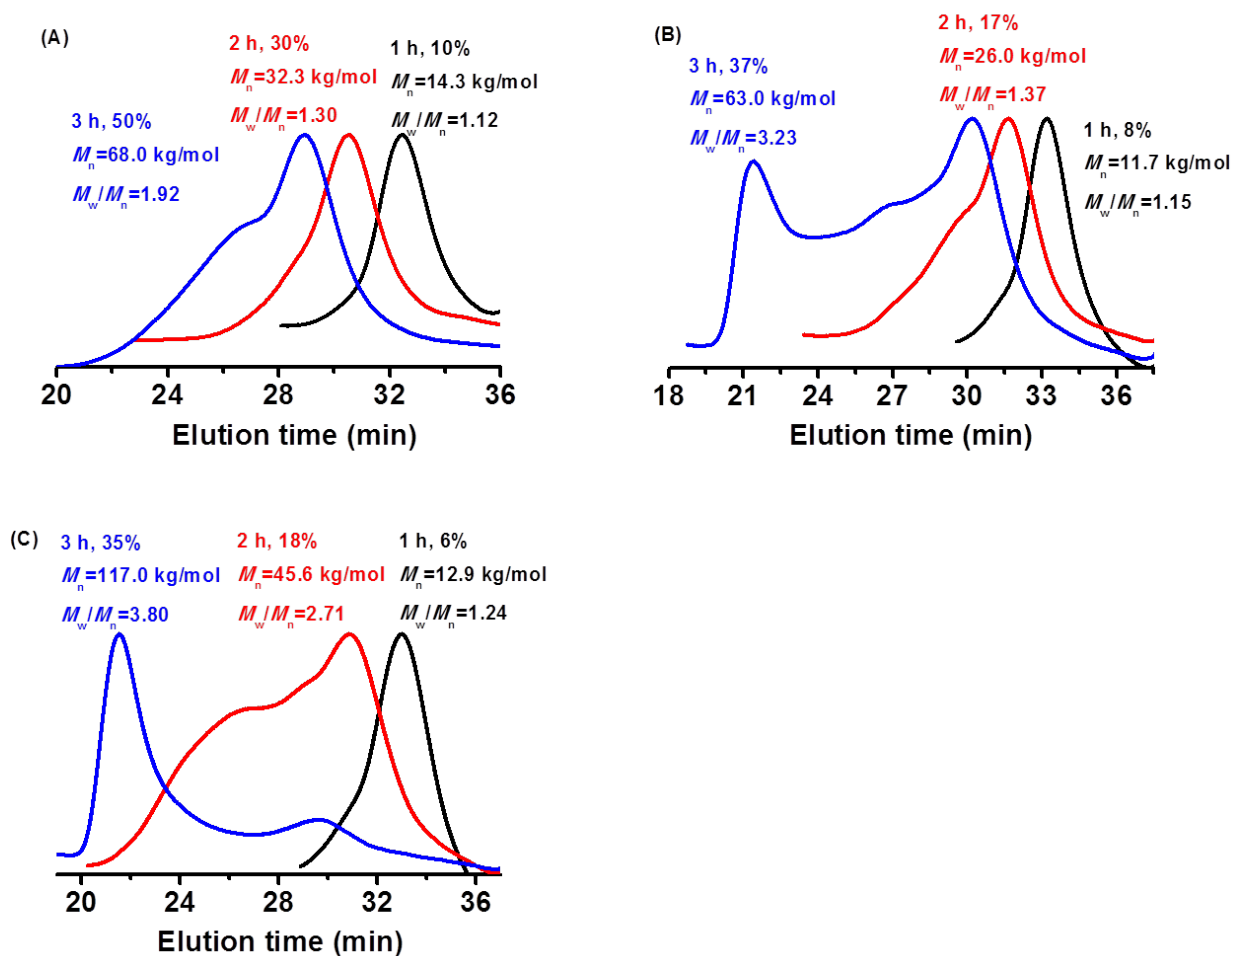 (A)
3 h, 50%
Mn=68.0 kg/mol
Mw/Mn=1.92
2 h, 30%
Mn=32.3 kg/mol
Mw/Mn=1.30
1 h, 10%
Mn=14.3 kg/mol
Mw/Mn=1.12
20 24 28 32 36
Elution time (min)
(B)
3 h, 37%
Mn=63.0 kg/mol
Mw/Mn=3.23
2 h, 17%
Mn=26.0 kg/mol
Mw/Mn=1.37
1 h, 8%
Mn=11.7 kg/mol
Mw/Mn=1.15
18 21 24 27 30 33 36
Elution time (min)
(C)
3 h, 35%
Mn=117.0 kg/mol
Mw/Mn=3.80
2 h, 18%
Mn=45.6 kg/mol
Mw/Mn=2.71
1 h, 6%
Mn=12.9 kg/mol
Mw/Mn=1.24
20 24 28 32 36
Elution time (min)